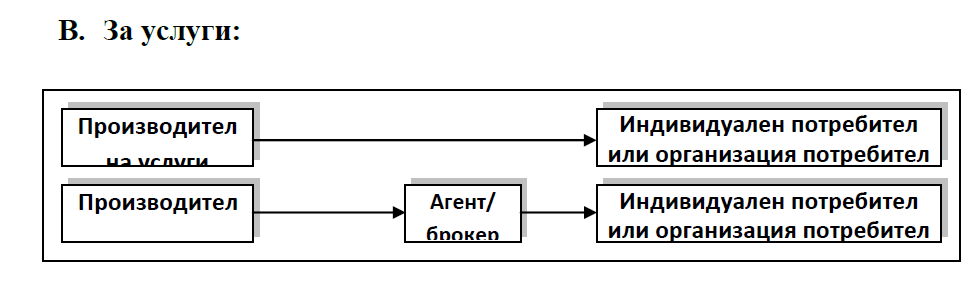 В. За услуги:
Производител
на услуги
Индивидуален потребител
или организация потребител
Производител
Агент/
брокер
Индивидуален потребител
или организация потребител